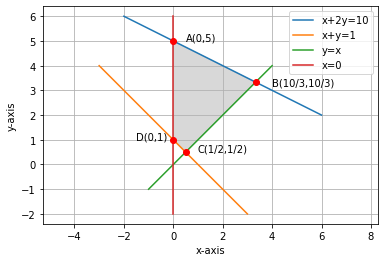 x+2y=10
x+y=1
y=x
x=0
A(0,5)
B(10/3,10/3)
D(0,1)
C(1/2,1/2)
y-axis
6
5
4
3
2
1
0
−1
−2
−4
−2
0
2
4
6
8
x-axis